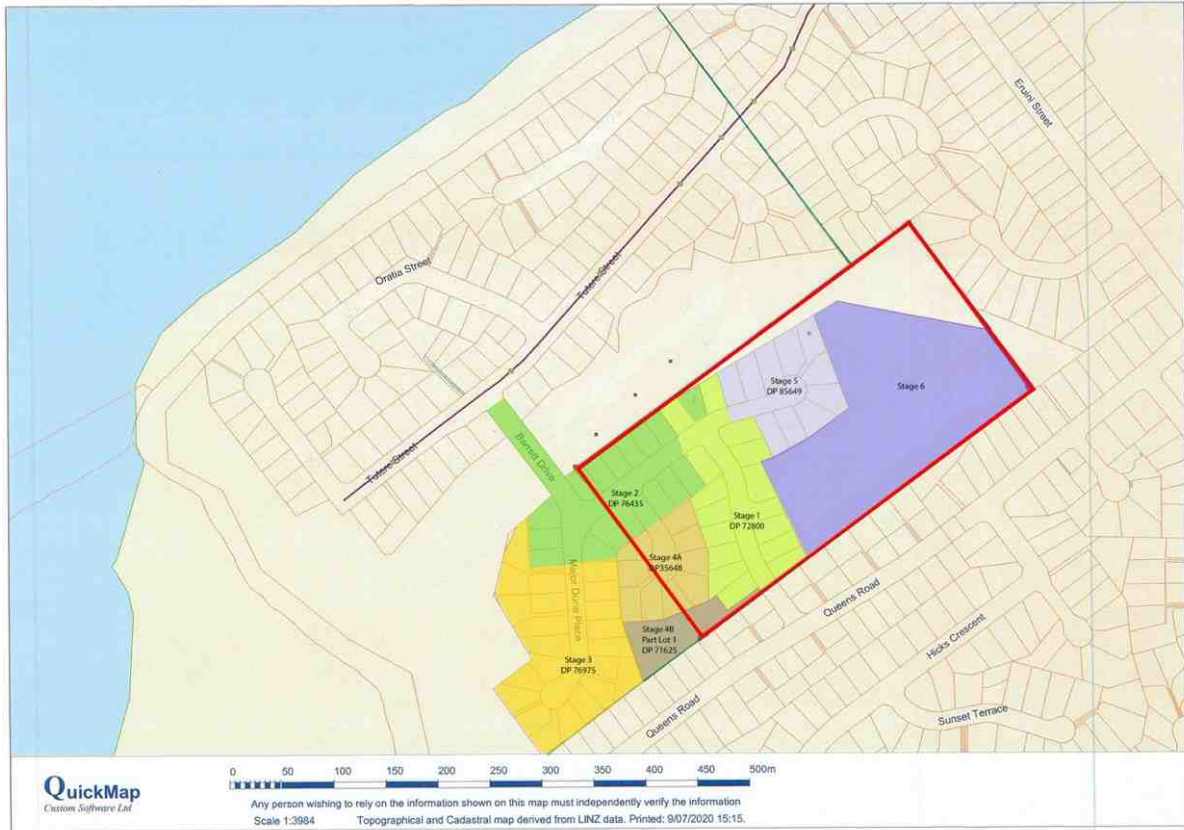 Eruini Street
Oratia Street
Tutere Street
Tutere Street
Barrett Drive
Stage 5
DP 85649
Stage 6
Stage 2
DP 76435
Stage 1
DP 72800
Stage 4A
DP35648
Major Durie Place
Stage 4B
Part Lot 1
DP 71625
Stage 3
DP 76975
Queens Road
Hicks Crescent
Queens Road
Sunset Terrace
QuickMap
Custom Software Ltd
0 50 100 150 200 250 300 350 400 450 500m
Any person wishing to rely on the information shown on this map must independently verify the information
Scale 1:3984 Topographical and Cadastral map derived from LINZ data. Printed: 9/07/2020 15:15.